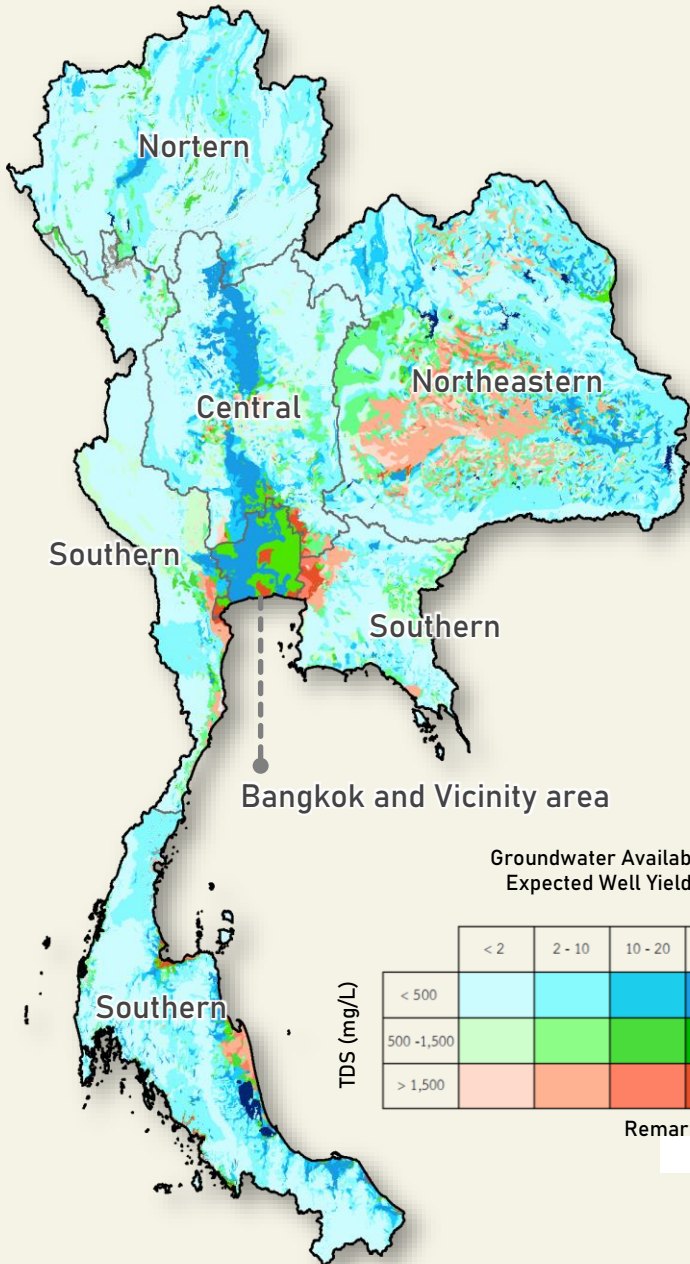 Nortern
Northeastern
Central
Southern
Southern
Bangkok and Vicinity area
Groundwater Availab
Expected Well Yield
< 2
2 - 10
10 - 20
TDS (mg/L)
< 500
500 -1,500
> 1,500
Southern
Remar